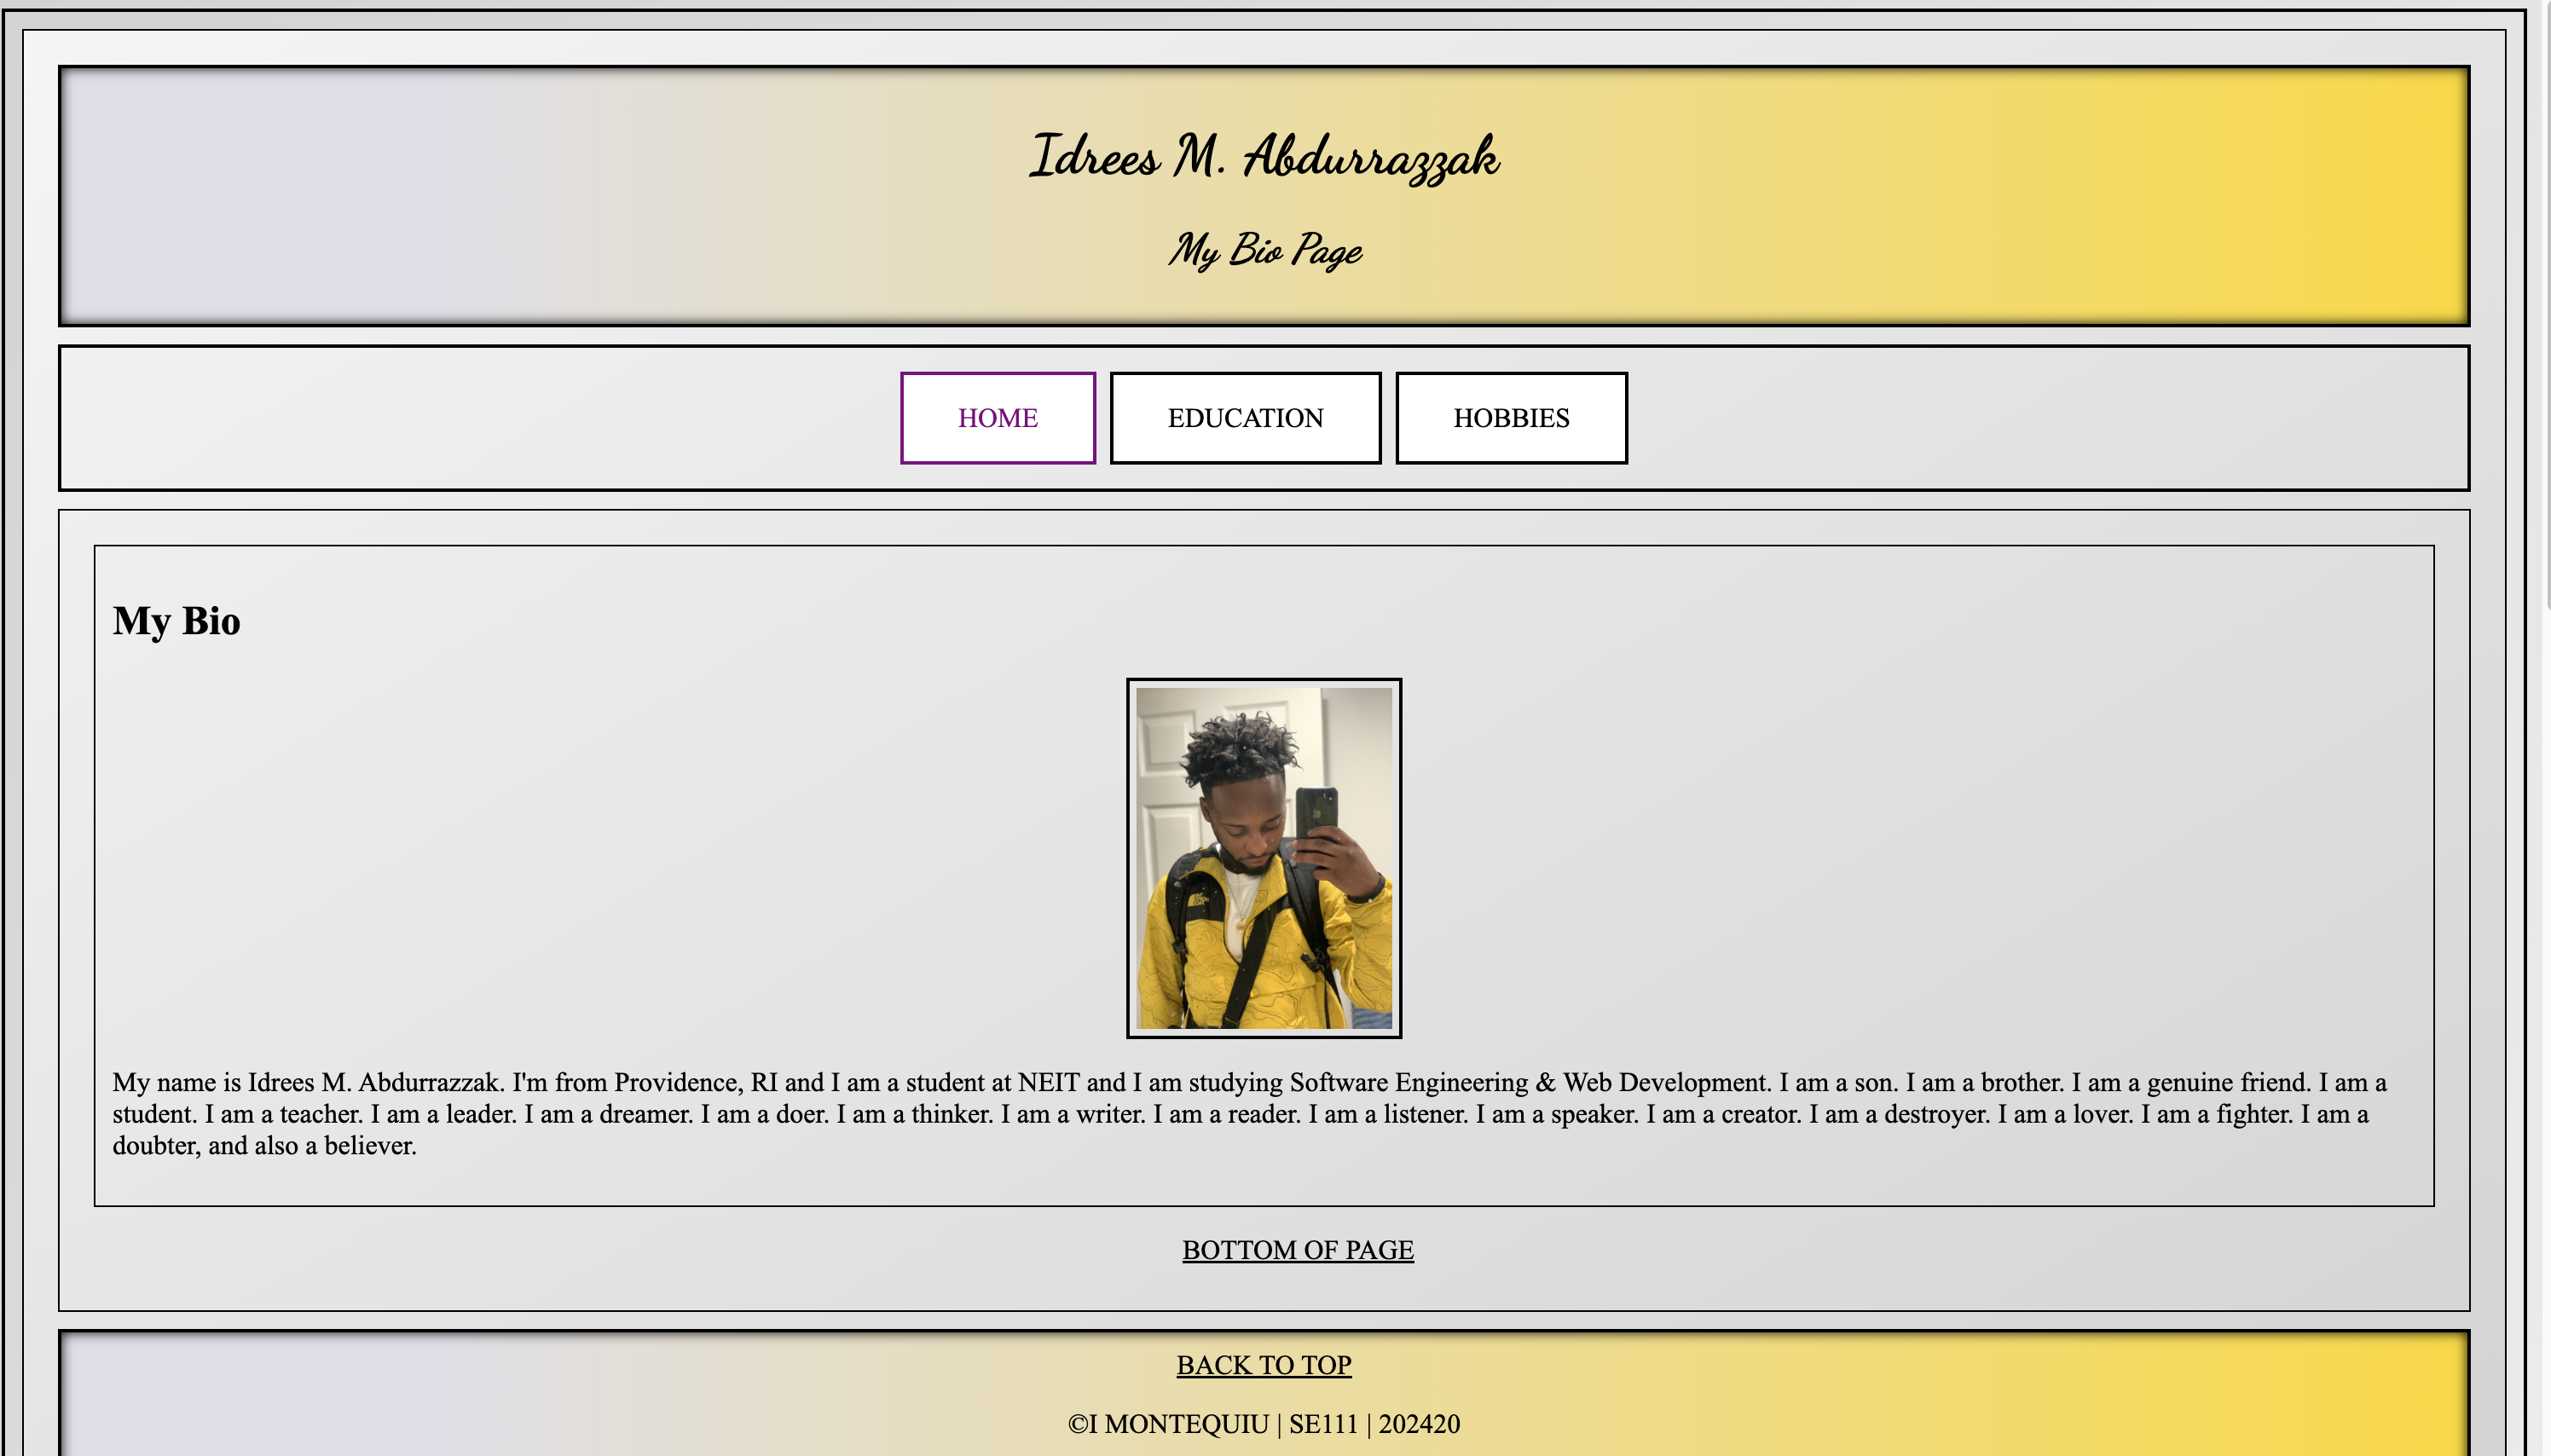 Idrees M. Abdurrazzak
My Bio Page
HOME EDUCATION HOBBIES
My Bio
My name is Idrees M. Abdurrazzak. I'm from Providence, RI and I am a student at NEIT and I am studying Software Engineering & Web Development. I am a son. I am a brother. I am a genuine friend. I am a
student. I am a teacher. I am a leader. I am a dreamer. I am a doer. I am a thinker. I am a writer. I am a reader. I am a listener. I am a speaker. I am a creator. I am a destroyer. I am a lover. I am a fighter. I am a
doubter, and also a believer.
BOTTOM OF PAGE
BACK TO TOP
©I MONTEQUIU | SE111 | 202420